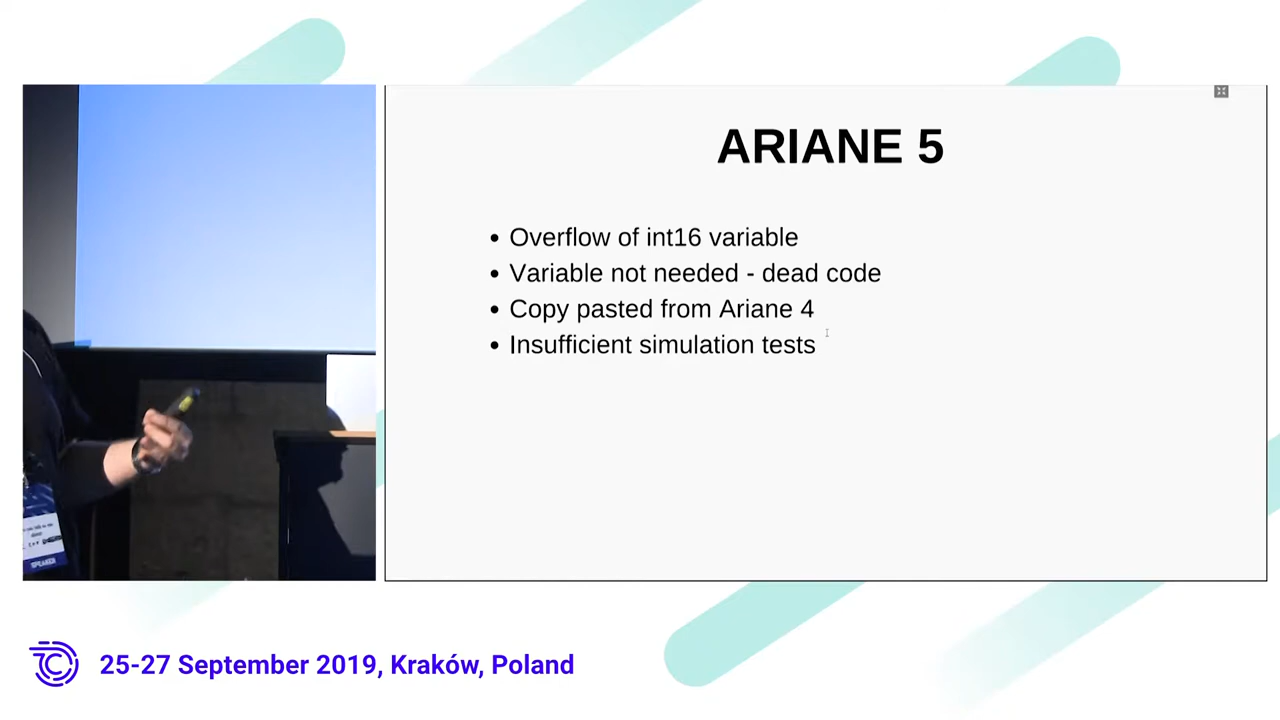 ARIANE 5
Overflow of int16 variable
Variable not needed - dead code
Copy pasted from Ariane 4
Insufficient simulation tests
SPEAKER
25-27 September 2019, Kraków, Poland